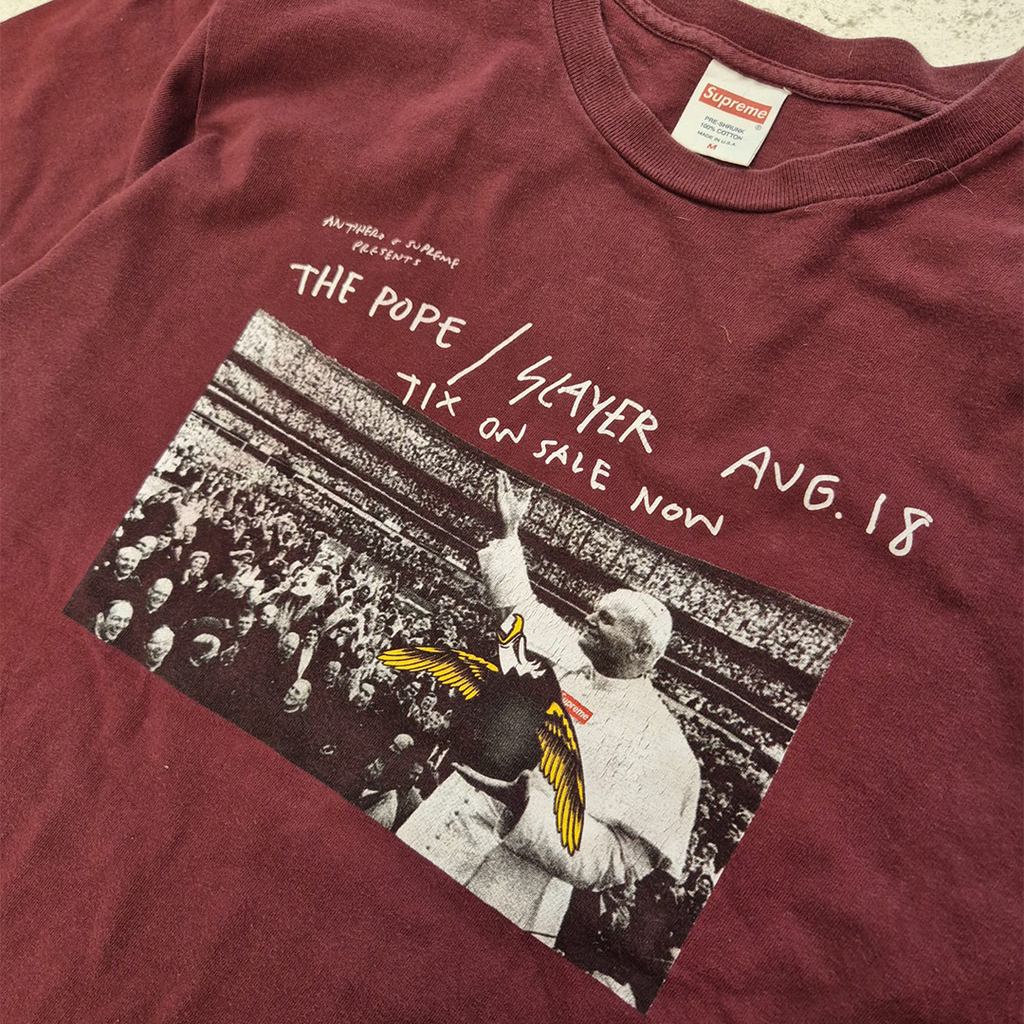 Supreme
®
PRE-SHRUNK
100% COTTON
MADE IN U.S.A.
M
ANTIHERO & SUPREME
PRESENTS
THE POPE / SLAYER AUG. 18
TIX ON SALE NOW
Supreme